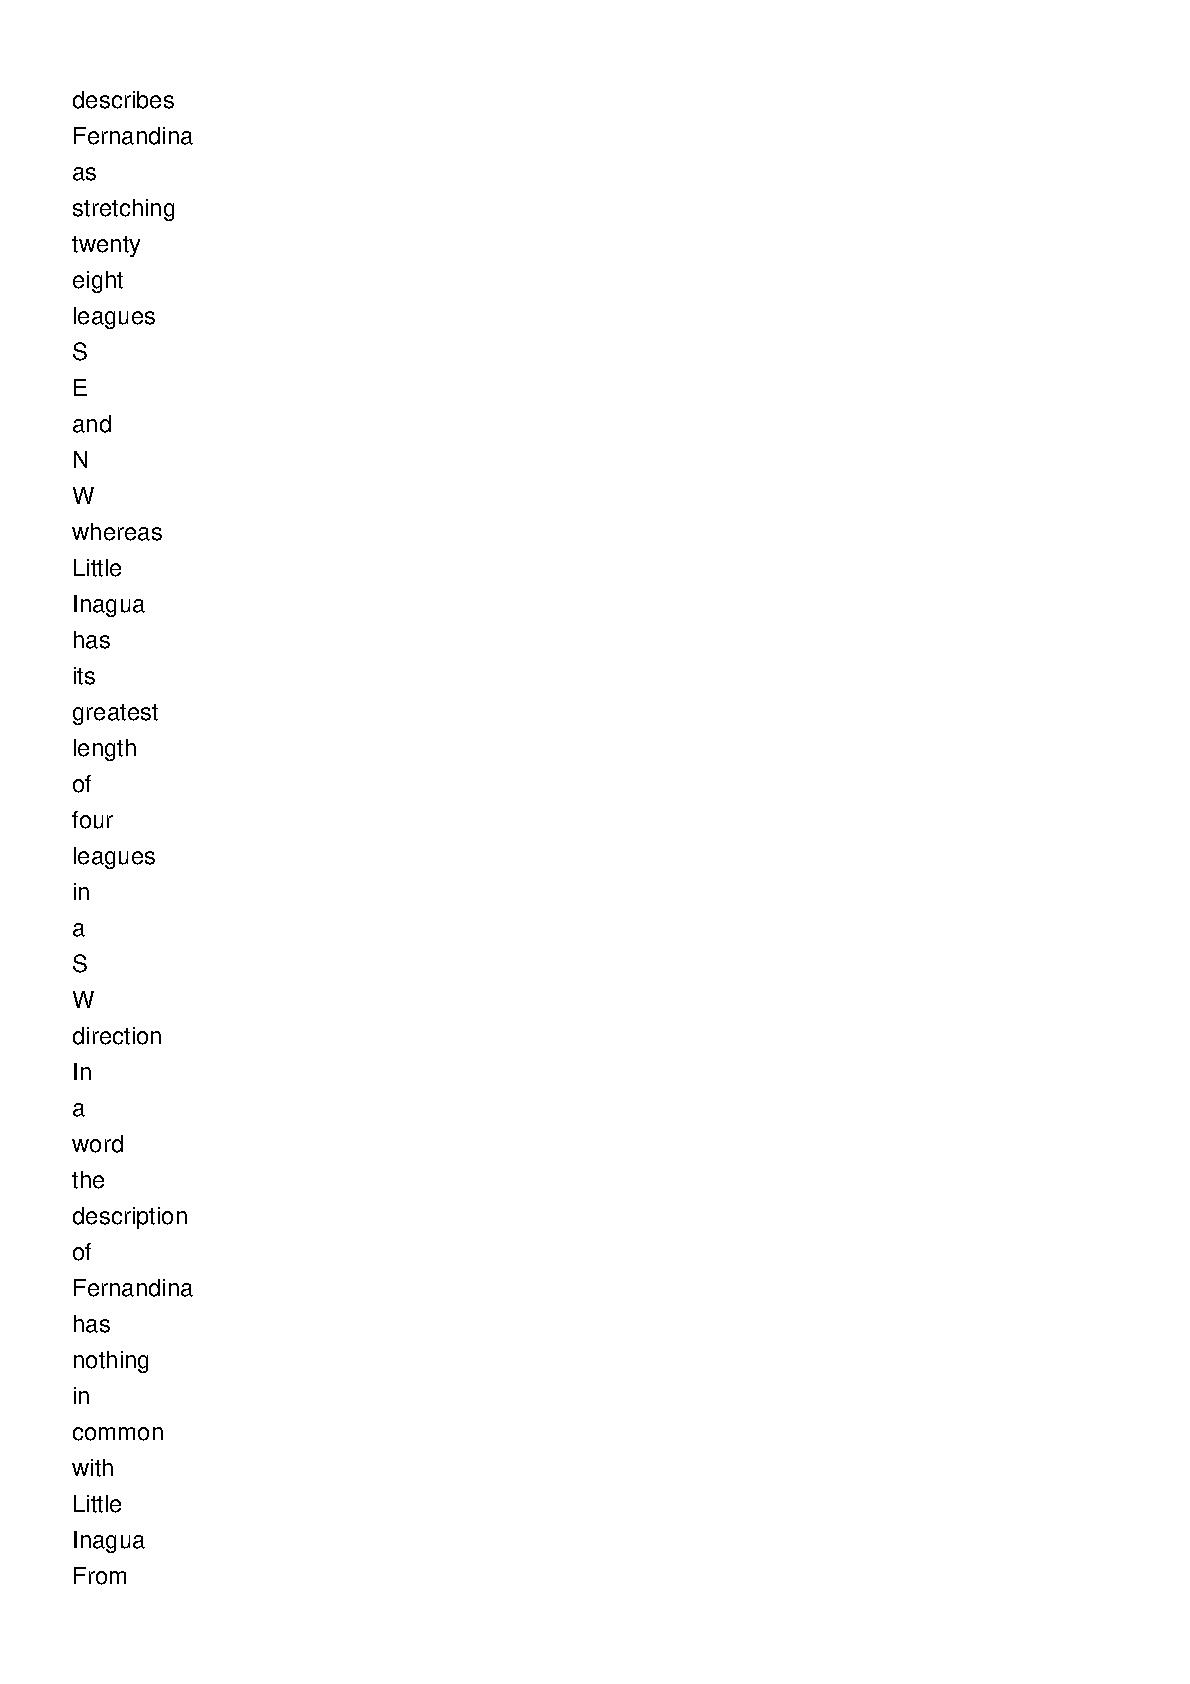 describes
Fernandina
as
stretching
twenty
eight
leagues
S
E
and
N
W
whereas
Little
Inagua
has
its
greatest
length
of
four
leagues
in
a
S
W
direction
In
a
word
the
description
of
Fernandina
has
nothing
in
common
with
Little
Inagua
From